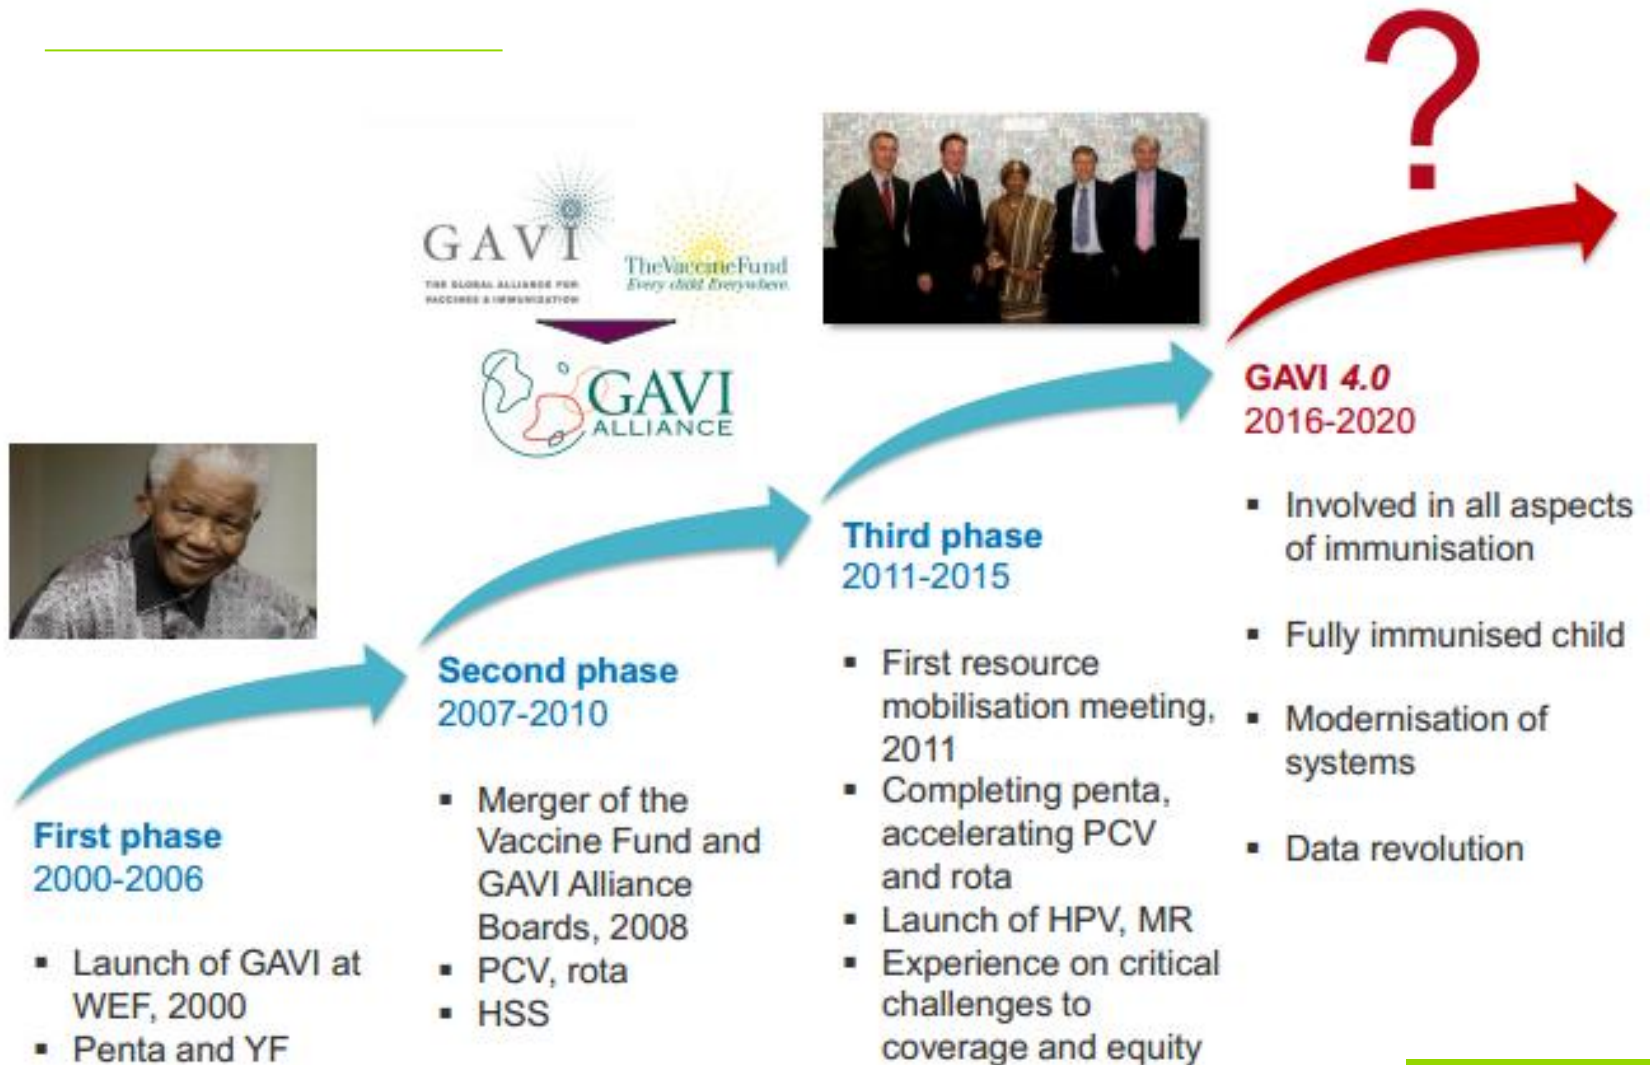 ?
GAVI
THE GLOBAL ALLIANCE FOR
VACCINES & IMMUNIZATION
TheVaccineFund
Every child Everywhere.
GAVI
ALLIANCE
First phase
2000-2006
▪ Launch of GAVI at
WEF, 2000
▪ Penta and YF
Second phase
2007-2010
▪ Merger of the
Vaccine Fund and
GAVI Alliance
Boards, 2008
▪ PCV, rota
▪ HSS
Third phase
2011-2015
▪ First resource
mobilisation meeting,
2011
▪ Completing penta,
accelerating PCV
and rota
▪ Launch of HPV, MR
▪ Experience on critical
challenges to
coverage and equity
GAVI 4.0
2016-2020
▪ Involved in all aspects
of immunisation
▪ Fully immunised child
▪ Modernisation of
systems
▪ Data revolution